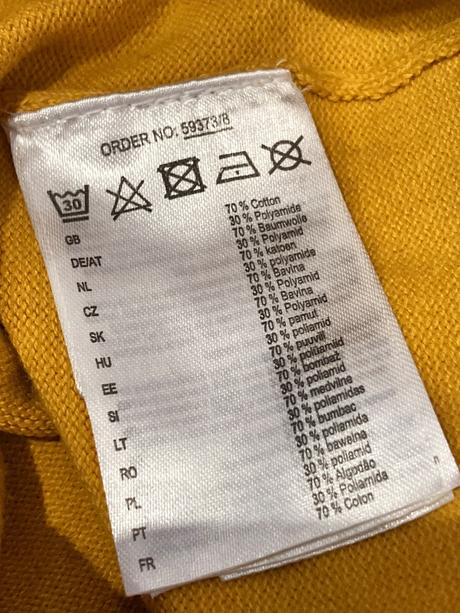 ORDER NO: 59373/8
30
GB
DE/AT
NL
CZ
SK
HU
EE
SI
LT
RO
PL
PT
FR
70 % Cotton
30 % Polyamide
70 % Baumwolle
30 % Polyamid
70 % katoen
30 % polyamide
70 % Bavlna
30 % Polyamid
70 % Bavlna
30 % Polyamid
70 % pamut
30 % poliamid
70 % puuvill
30 % polüamiid
70 % bombaž
30 % poliamid
70 % medvilnė
30 % poliamidas
70 % bumbac
30 % poliamida
70 % bawełna
30 % poliamid
70 % Algodão
30 % Poliamida
70 % Coton